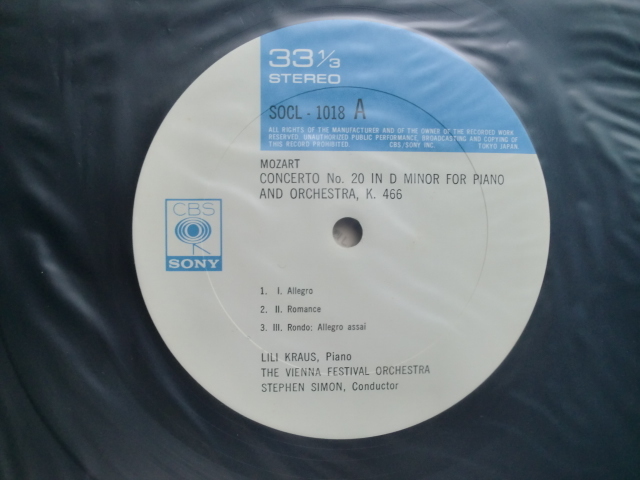 33 1/3
STEREO
SOCL - 1018 A
ALL RIGHTS OF THE MANUFACTURER AND OF THE OWNER OF THE RECORDED WORK
RESERVED. UNAUTHORIZED PUBLIC PERFORMANCE, BROADCASTING AND COPYING OF
THIS RECORD PROHIBITED. CBS/SONY INC. TOKYO JAPAN
MOZART
CONCERTO No. 20 IN D MINOR FOR PIANO
AND ORCHESTRA, K. 466
CBS
SONY
1. I. Allegro
2. II. Romance
3. III. Rondo: Allegro assai
LILI KRAUS, Piano
THE VIENNA FESTIVAL ORCHESTRA
STEPHEN SIMON, Conductor